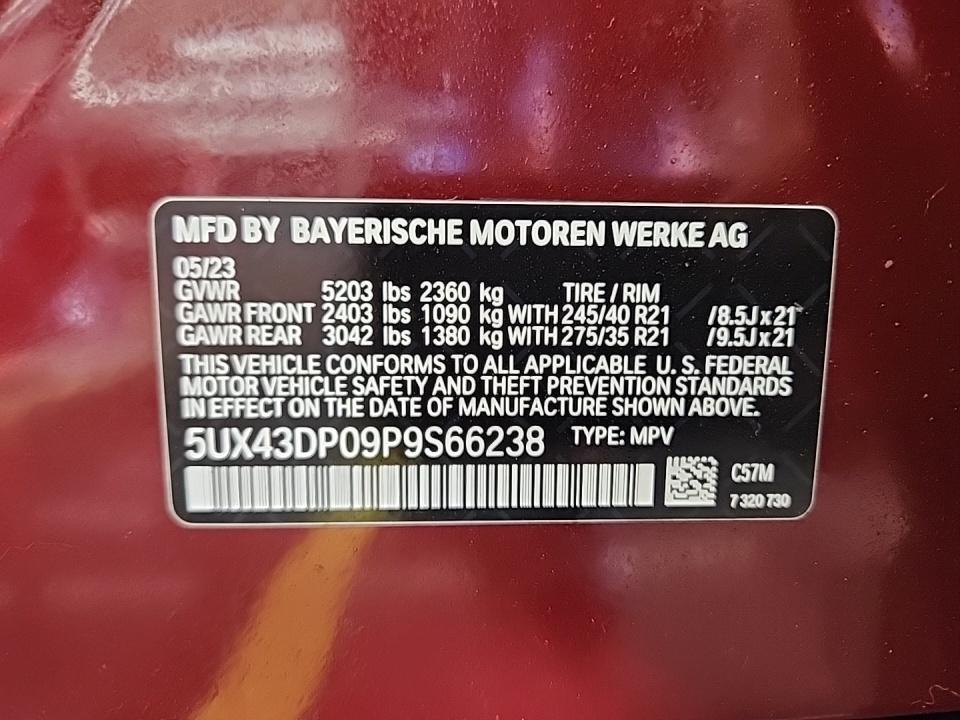 MFD BY BAYERISCHE MOTOREN WERKE AG
05/23
GVWR 5203 lbs 2360 kg TIRE / RIM
GAWR FRONT 2403 lbs 1090 kg WITH 245/40 R21 /8.5J x 21"
GAWR REAR 3042 lbs 1380 kg WITH 275/35 R21 /9.5J x 21
THIS VEHICLE CONFORMS TO ALL APPLICABLE U. S. FEDERAL
MOTOR VEHICLE SAFETY AND THEFT PREVENTION STANDARDS
IN EFFECT ON THE DATE OF MANUFACTURE SHOWN ABOVE.
5UX43DP09P9S66238 TYPE: MPV
C57M
7 320 730